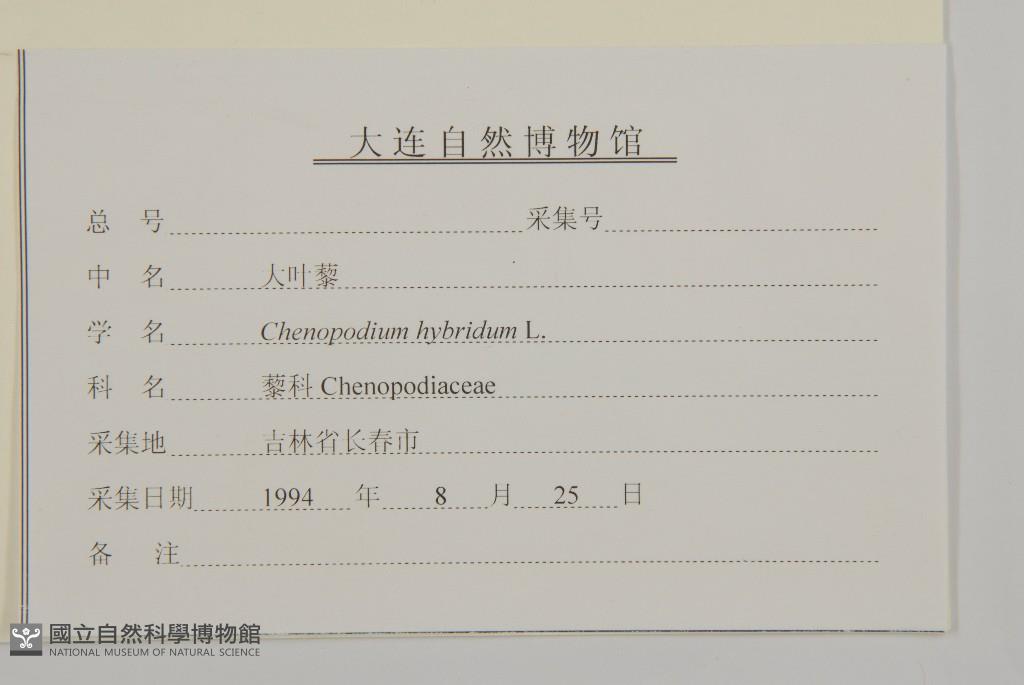 大连自然博物馆
总 号 采集号
中 名 大叶藜
学 名 Chenopodium hybridum L.
科 名 藜科 Chenopodiaceae
采集地 吉林省长春市
采集日期 1994 年 8 月 25 日
备 注
國立自然科學博物館
NATIONAL MUSEUM OF NATURAL SCIENCE